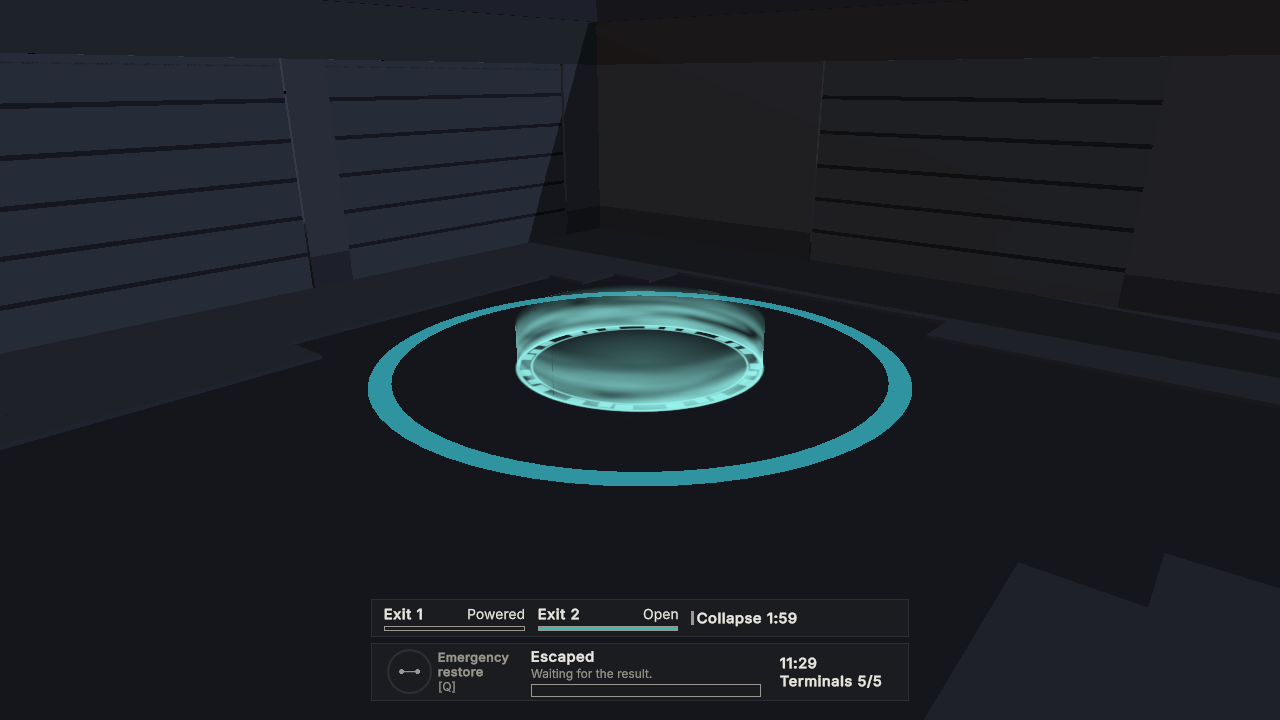 Exit 1 Powered Exit 2 Open Collapse 1:59
Emergency restore [Q]
Escaped
Waiting for the result.
11:29
Terminals 5/5